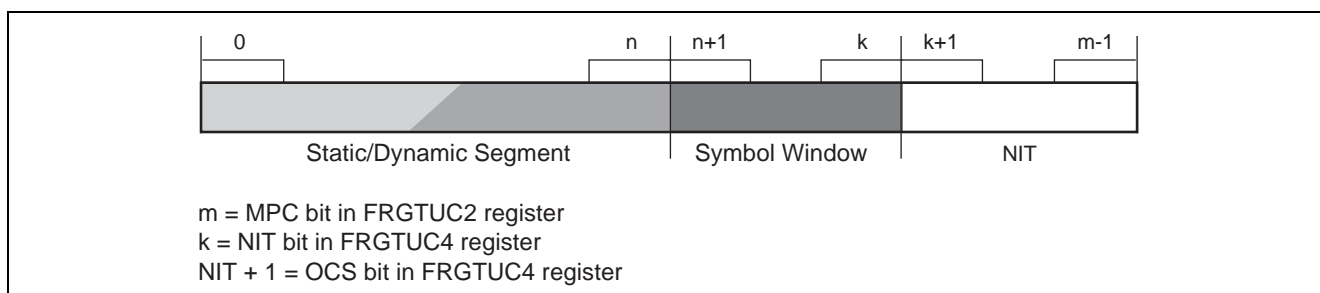 0 n n+1 k k+1 m-1
Static/Dynamic Segment Symbol Window NIT
m = MPC bit in FRGTUC2 register
k = NIT bit in FRGTUC4 register
NIT + 1 = OCS bit in FRGTUC4 register